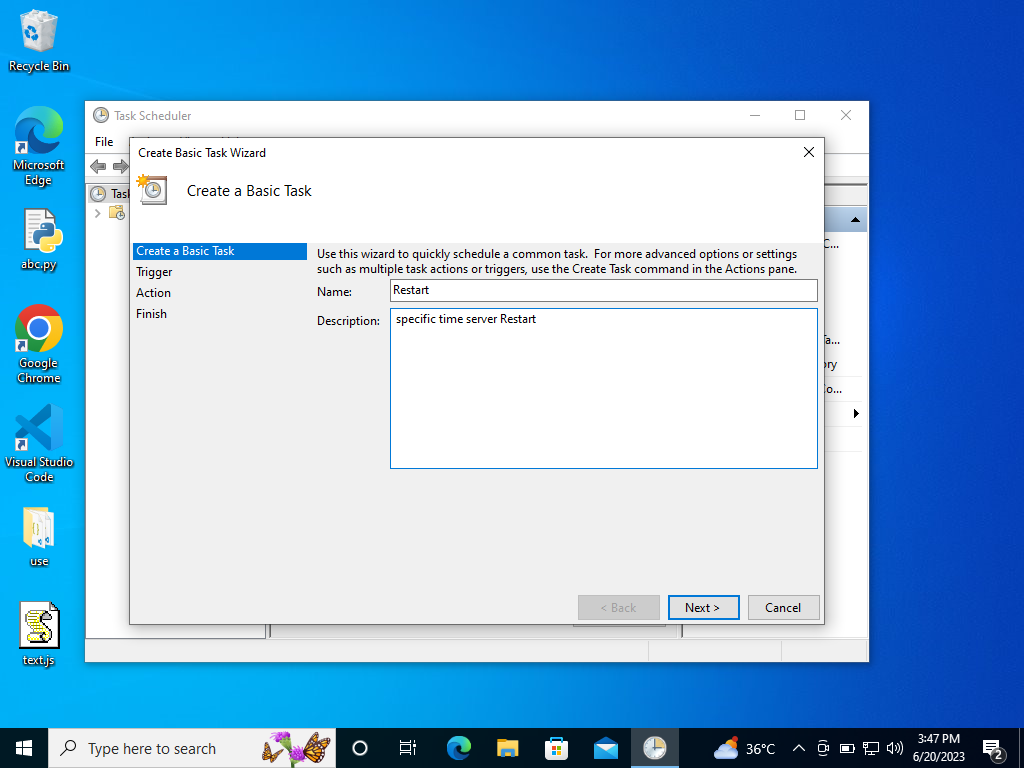 Recycle Bin
Microsoft
Edge
abc.py
Google
Chrome
Visual Studio
Code
use
text.js
Task Scheduler
File
Create Basic Task Wizard
Create a Basic Task
Create a Basic Task
Trigger
Action
Finish
Use this wizard to quickly schedule a common task.  For more advanced options or settings
such as multiple task actions or triggers, use the Create Task command in the Actions pane.
Name:
Restart
Description:
specific time server Restart
< Back
Next >
Cancel
Type here to search
36°C
3:47 PM
6/20/2023
2